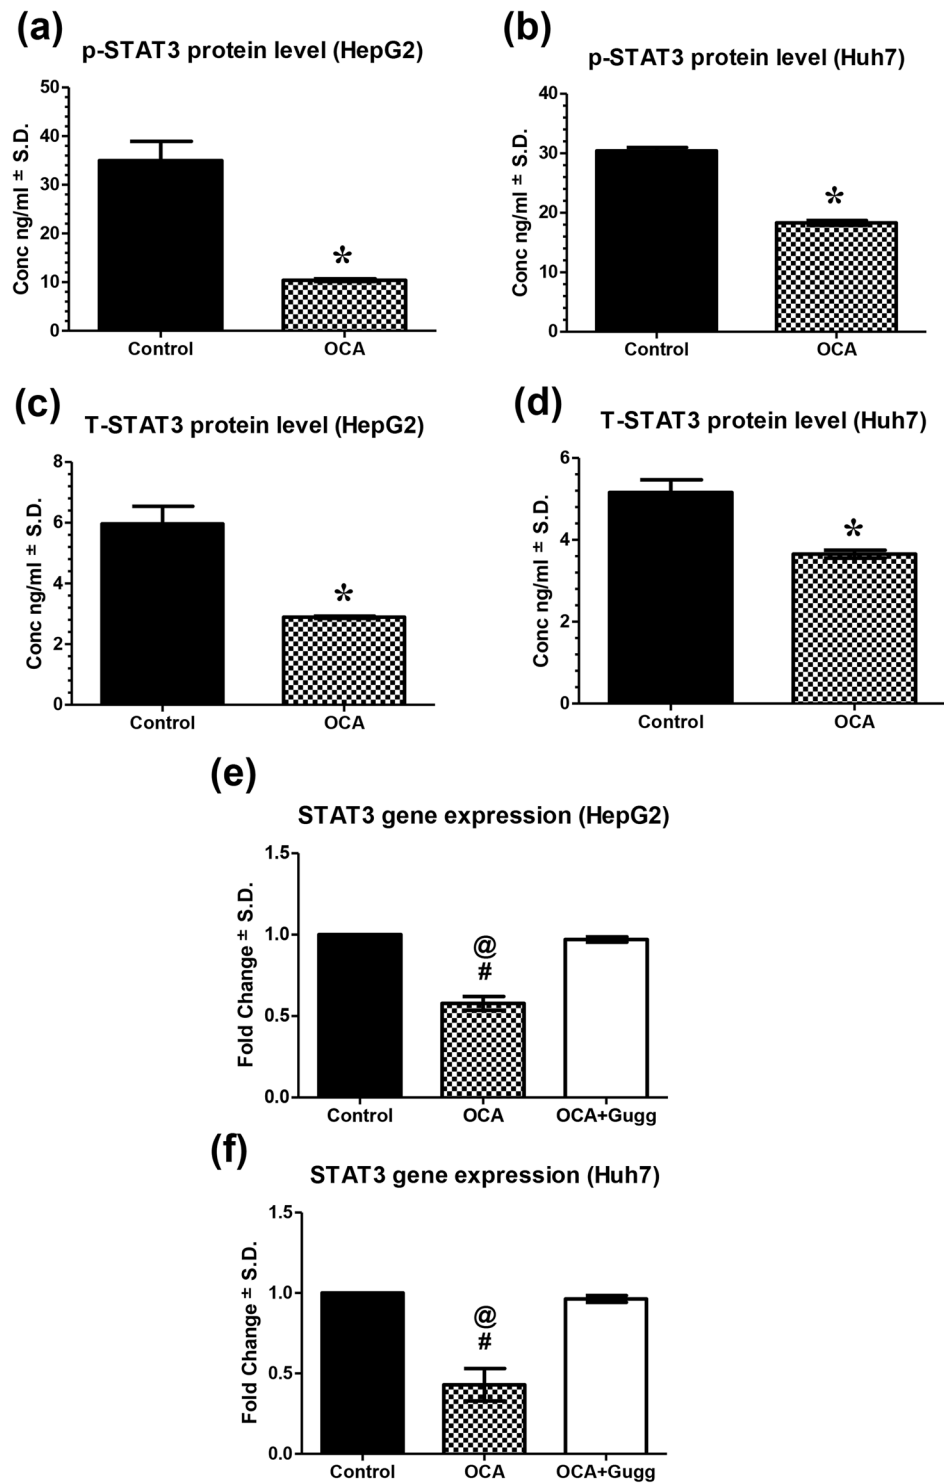 (a)
p-STAT3 protein level (HepG2)
Conc ng/ml ± S.D.
50
40
30
20
10
0
*
Control
OCA
(b)
p-STAT3 protein level (Huh7)
Conc ng/ml ± S.D.
40
30
20
10
0
*
Control
OCA
(c)
T-STAT3 protein level (HepG2)
Conc ng/ml ± S.D.
8
6
4
2
0
*
Control
OCA
(d)
T-STAT3 protein level (Huh7)
Conc ng/ml ± S.D.
6
4
2
0
*
Control
OCA
(e)
STAT3 gene expression (HepG2)
Fold Change ± S.D.
1.5
1.0
0.5
0.0
@
#
Control
OCA
OCA+Gugg
(f)
STAT3 gene expression (Huh7)
Fold Change ± S.D.
1.5
1.0
0.5
0.0
@
#
Control
OCA
OCA+Gugg